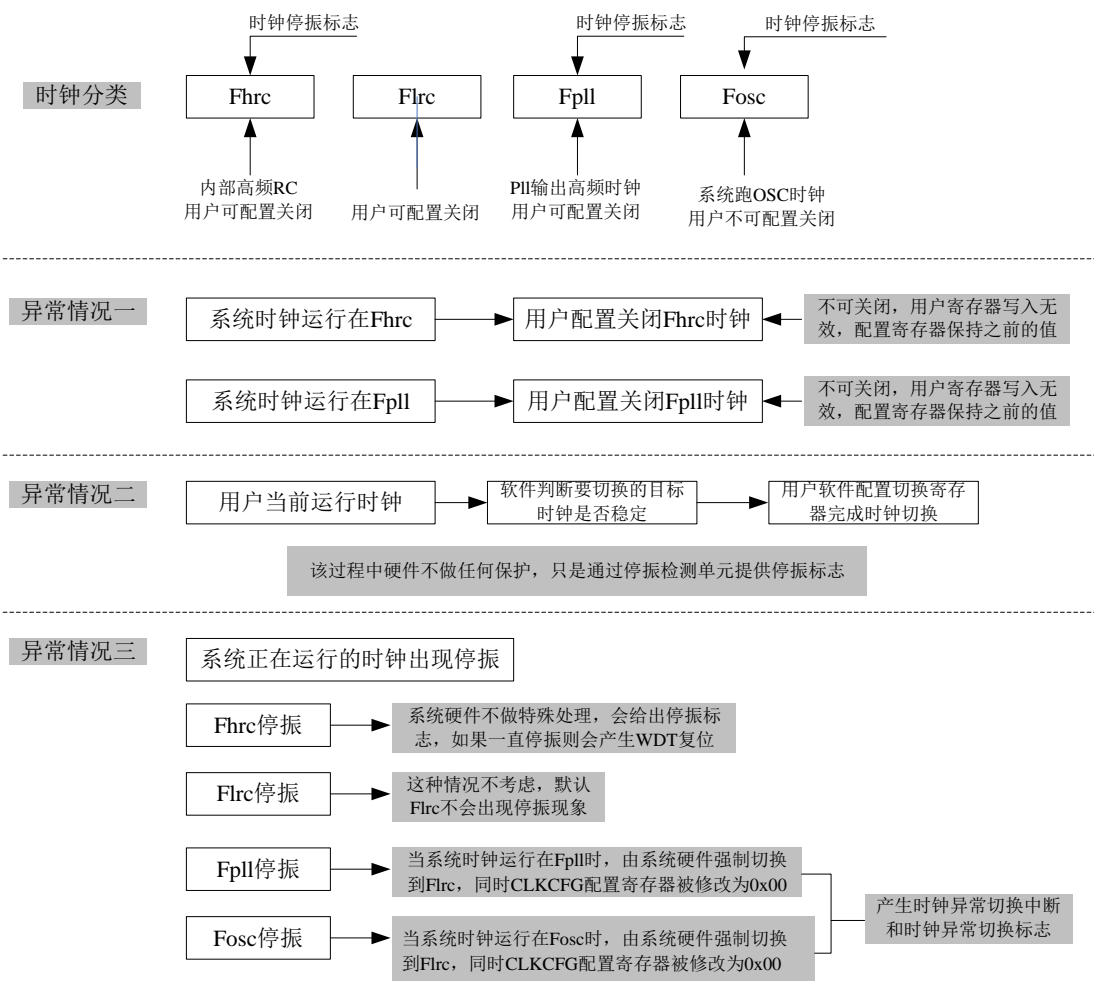 时钟停振标志
时钟停振标志
时钟停振标志
时钟分类
Fhrc
Flrc
Fpll
Fosc
内部高频RC
用户可配置关闭
用户可配置关闭
Pll输出高频时钟
用户可配置关闭
系统跑OSC时钟
用户不可配置关闭
异常情况一
系统时钟运行在Fhrc
用户配置关闭Fhrc时钟
不可关闭，用户寄存器写入无
效，配置寄存器保持之前的值
系统时钟运行在Fpll
用户配置关闭Fpll时钟
不可关闭，用户寄存器写入无
效，配置寄存器保持之前的值
异常情况二
用户当前运行时钟
软件判断要切换的目标
时钟是否稳定
用户软件配置切换寄存
器完成时钟切换
该过程中硬件不做任何保护，只是通过停振检测单元提供停振标志
异常情况三
系统正在运行的时钟出现停振
Fhrc停振
系统硬件不做特殊处理，会给出停振标
志，如果一直停振则会产生WDT复位
Flrc停振
这种情况不考虑，默认
Flrc不会出现停振现象
Fpll停振
当系统时钟运行在Fpll时，由系统硬件强制切换
到Flrc，同时CLKCFG配置寄存器被修改为0x00
Fosc停振
当系统时钟运行在Fosc时，由系统硬件强制切换
到Flrc，同时CLKCFG配置寄存器被修改为0x00
产生时钟异常切换中断
和时钟异常切换标志